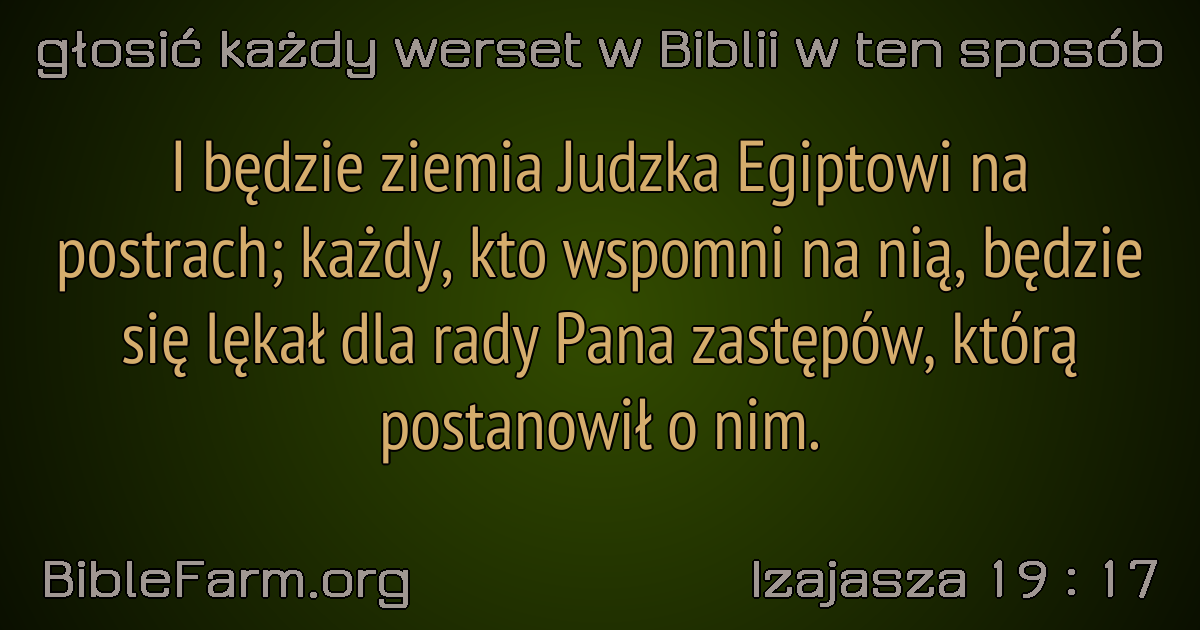 głosić każdy werset w Biblii w ten sposób
I będzie ziemia Judzka Egiptowi na
postrach; każdy, kto wspomni na nią, będzie
się lękał dla rady Pana zastępów, którą
postanowił o nim.
BibleFarm.org
Izajasza 19 : 17